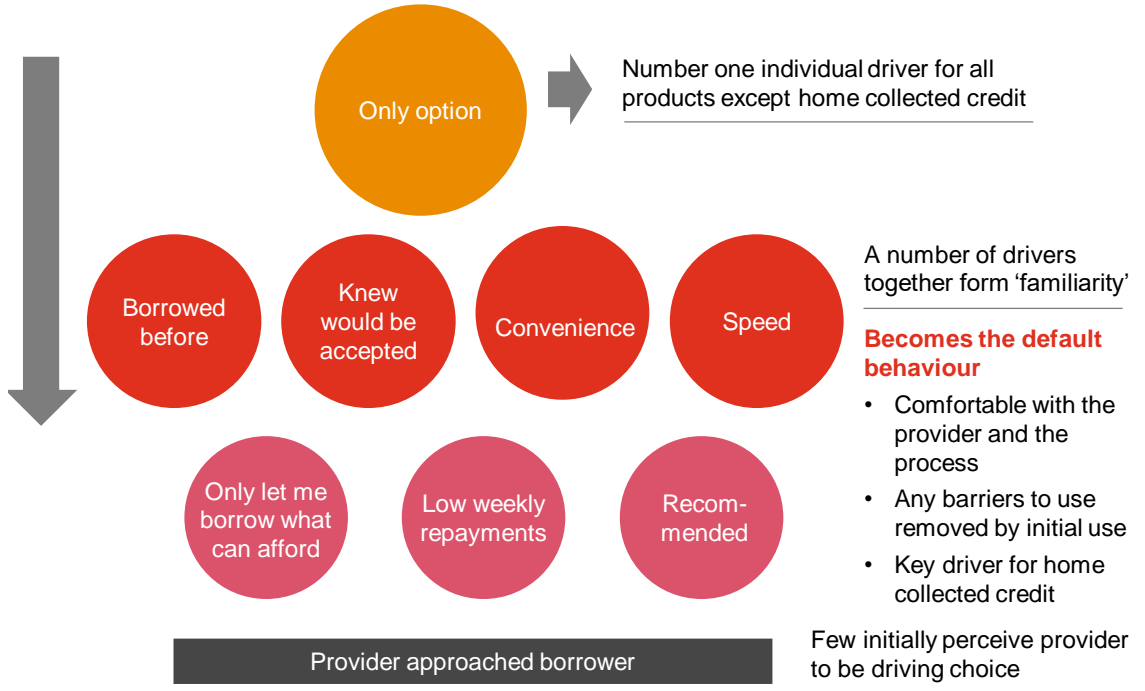 Only option
Number one individual driver for all
products except home collected credit
Borrowed
before
Knew
would be
accepted
Convenience
Speed
A number of drivers
together form ‘familiarity’
Becomes the default
behaviour
• Comfortable with the
provider and the
process
• Any barriers to use
removed by initial use
• Key driver for home
collected credit
Only let me
borrow what
can afford
Low weekly
repayments
Recom-
mended
Provider approached borrower
Few initially perceive provider
to be driving choice